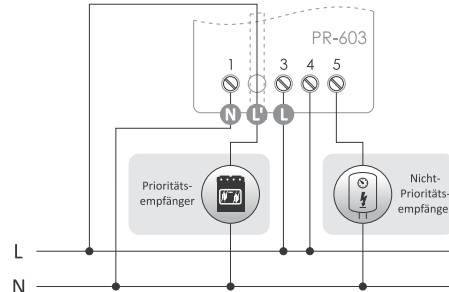 PR-603
1 3 4 5
N L' L
Prioritäts-
empfänger
Nicht-
Prioritäts-
empfänge
L
N